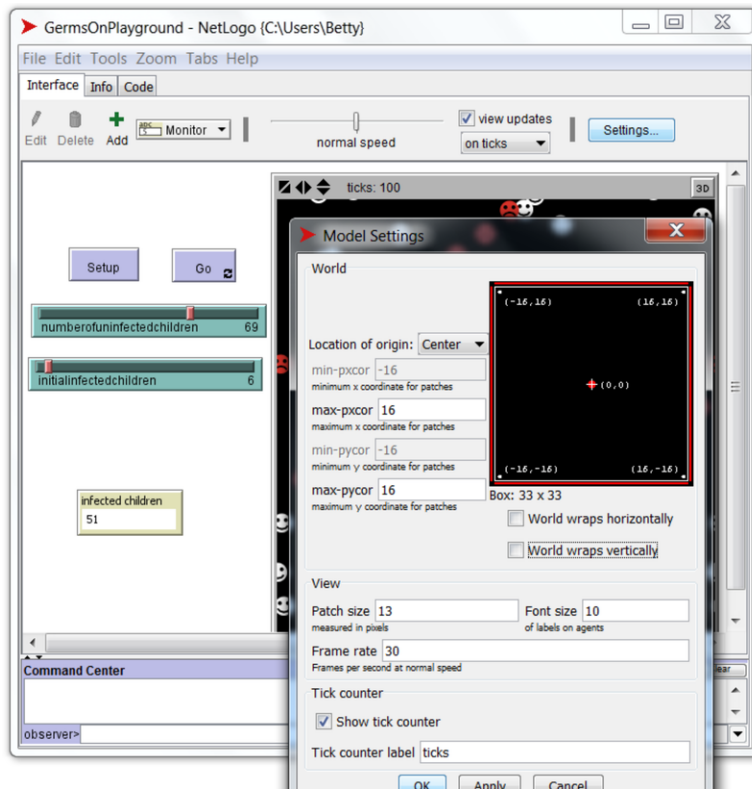 GermsOnPlayground - NetLogo {C:\Users\Betty}
File Edit Tools Zoom Tabs Help
Interface Info Code
Edit Delete Add
abc
5
Monitor
normal speed
view updates
on ticks
Settings...
ticks: 100
3D
Setup
Go
numberofuninfectedchildren 69
initialinfectedchildren 6
infected children
51
Model Settings
World
Location of origin: Center
min-pxcor -16
minimum x coordinate for patches
max-pxcor 16
maximum x coordinate for patches
min-pycor -16
minimum y coordinate for patches
max-pycor 16
maximum y coordinate for patches
(-16,16) (16,16)
(0,0)
(-16,-16) (16,-16)
Box: 33 x 33
World wraps horizontally
World wraps vertically
View
Patch size 13
measured in pixels
Font size 10
of labels on agents
Frame rate 30
Frames per second at normal speed
Tick counter
Show tick counter
Tick counter label ticks
OK Apply Cancel
Command Center
lear
observer>